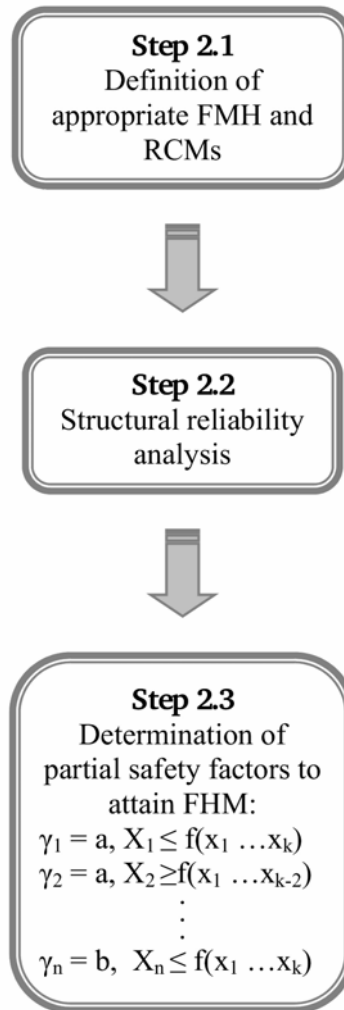 Step 2.1
Definition of
appropriate FMH and
RCMs
Step 2.2
Structural reliability
analysis
Step 2.3
Determination of
partial safety factors to
attain FHM:
γ₁ = a, X₁ ≤ f(x₁ …xₖ)
γ₂ = a, X₂ ≥f(x₁ …xₖ₋₂)
.
.
.
γₙ = b, Xₙ ≤ f(x₁ …xₖ)